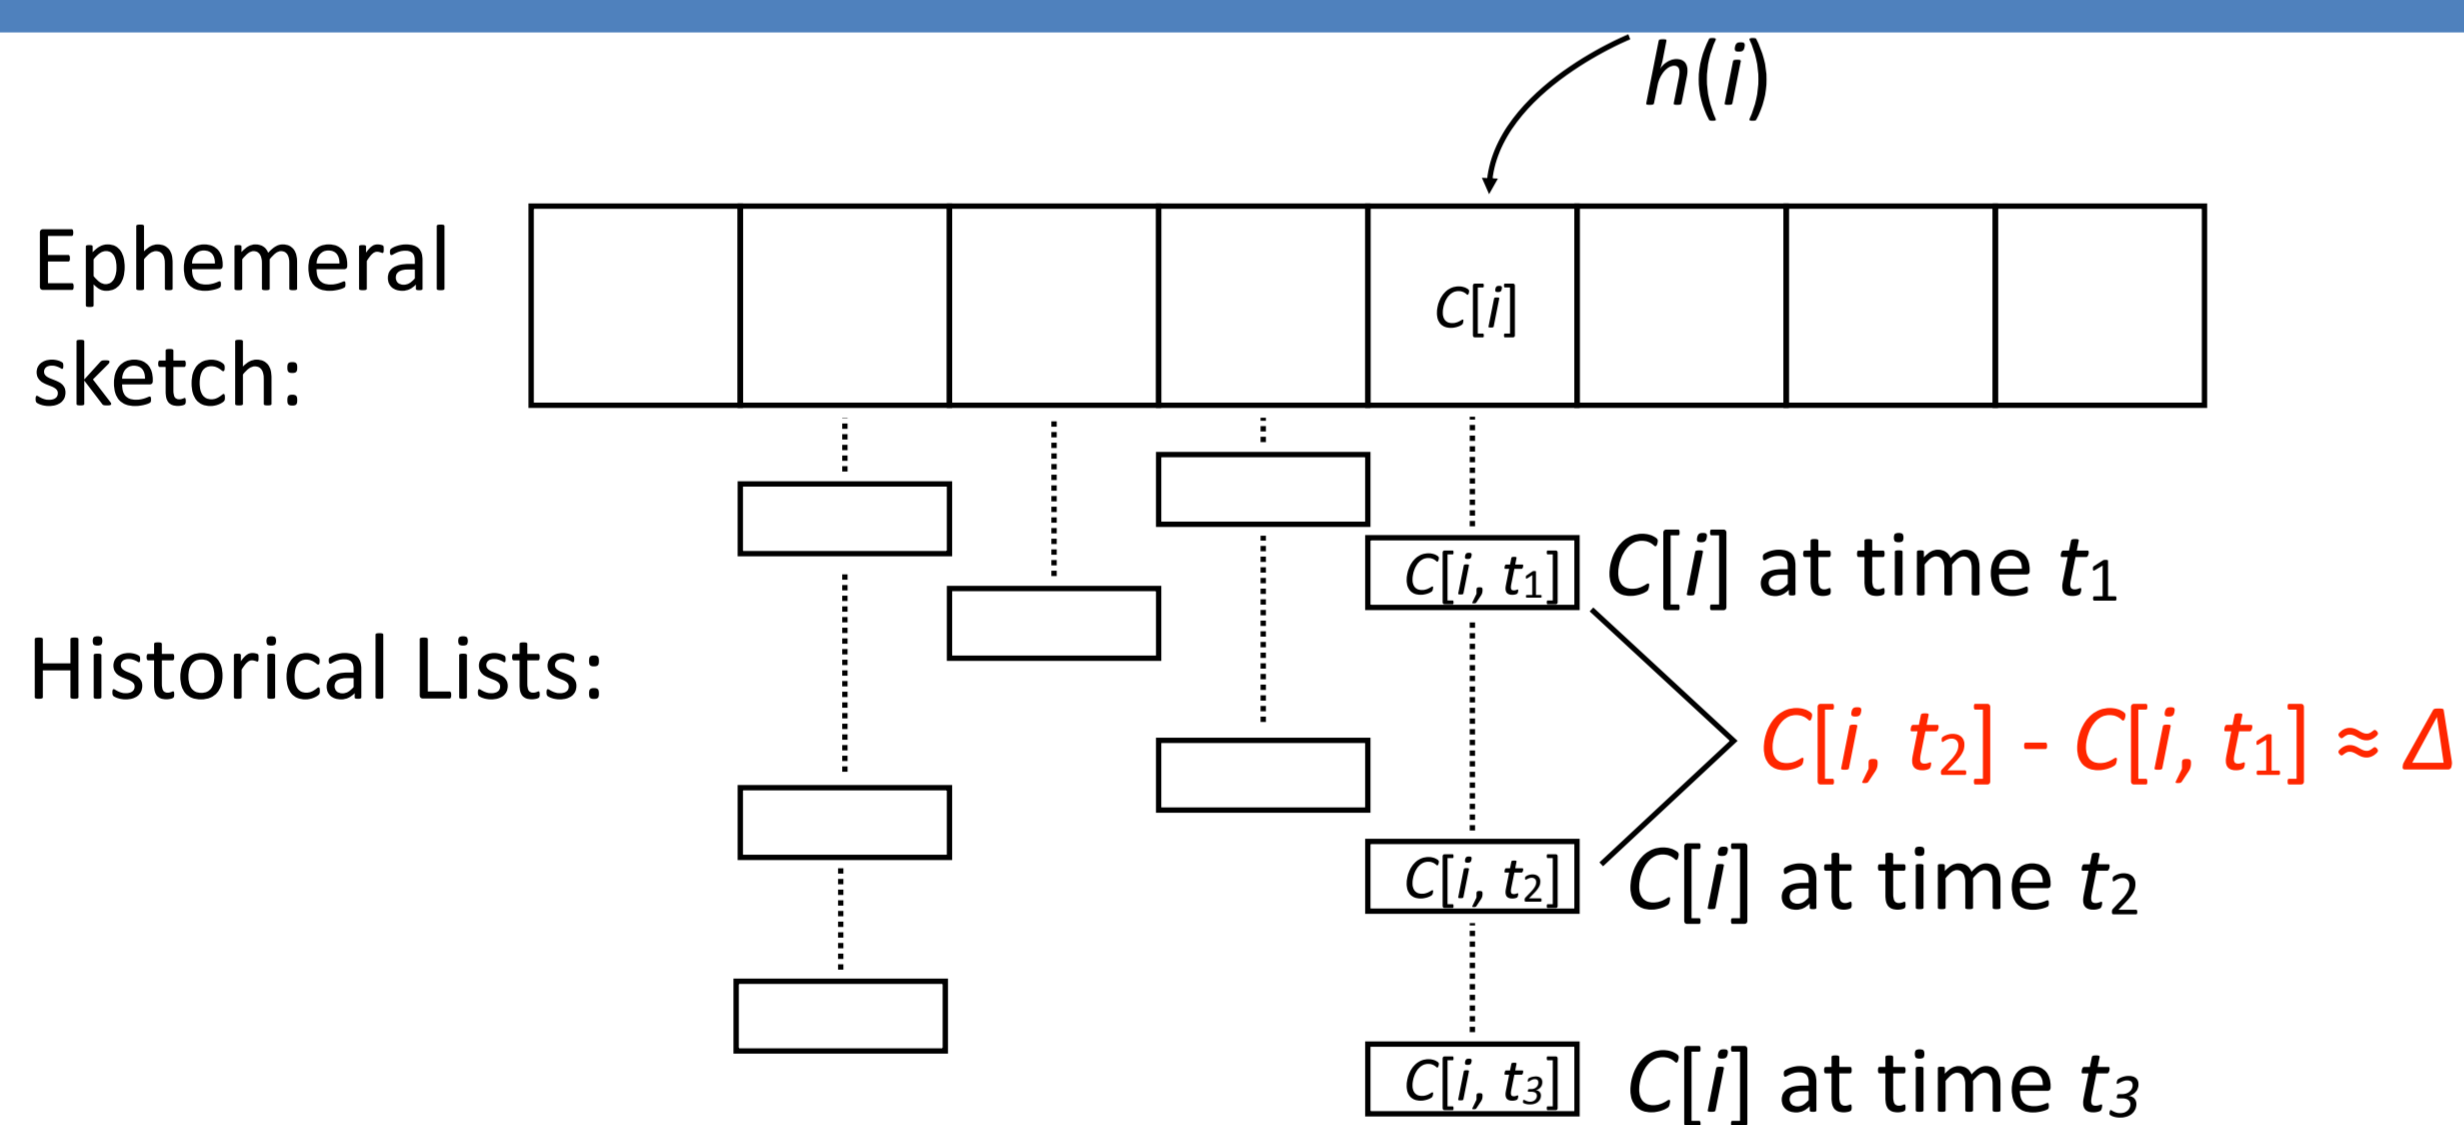 h(i)
Ephemeral
sketch:
C[i]
C[i, t₁]
C[i] at time t₁
Historical Lists:
C[i, t₂] - C[i, t₁] ≈ Δ
C[i, t₂]
C[i] at time t₂
C[i, t₃]
C[i] at time t₃